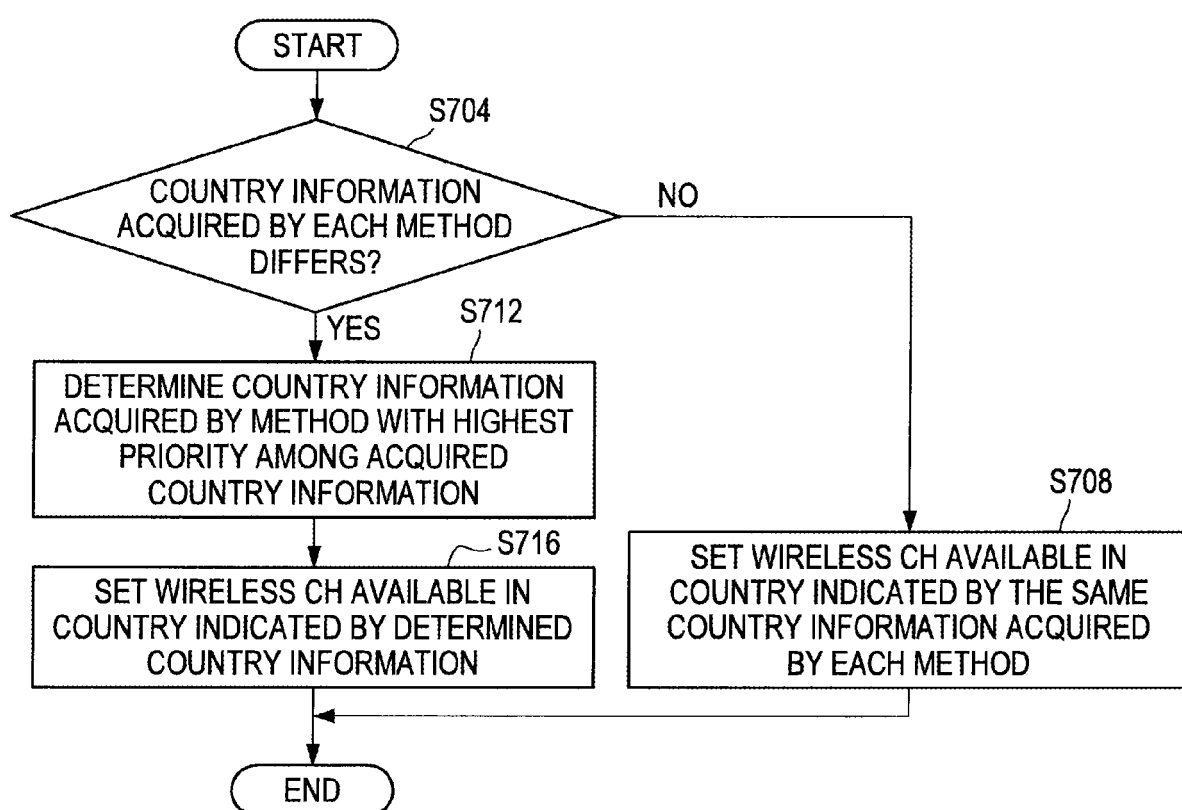 START
S704
COUNTRY INFORMATION
ACQUIRED BY EACH METHOD
DIFFERS?
NO
YES
S712
DETERMINE COUNTRY INFORMATION
ACQUIRED BY METHOD WITH HIGHEST
PRIORITY AMONG ACQUIRED
COUNTRY INFORMATION
S716
SET WIRELESS CH AVAILABLE IN
COUNTRY INDICATED BY DETERMINED
COUNTRY INFORMATION
S708
SET WIRELESS CH AVAILABLE IN
COUNTRY INDICATED BY THE SAME
COUNTRY INFORMATION ACQUIRED
BY EACH METHOD
END